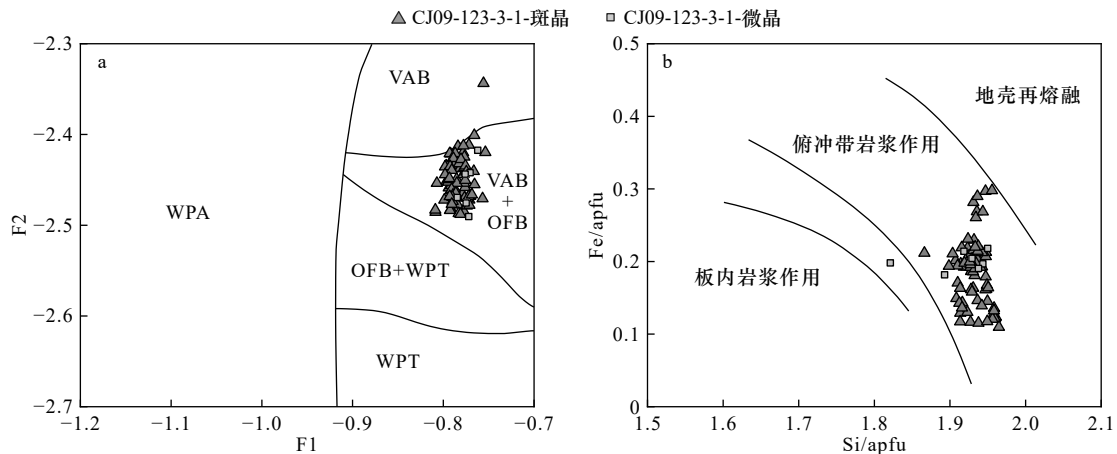 CJ09-123-3-1-斑晶 CJ09-123-3-1-微晶
a
VAB
WPA
VAB
+
OFB
OFB+WPT
WPT
F2
−2.3
−2.4
−2.5
−2.6
−2.7
−1.2 −1.1 −1.0 −0.9 −0.8 −0.7
F1
b
地壳再熔融
俯冲带岩浆作用
板内岩浆作用
Fe/apfu
0.5
0.4
0.3
0.2
0.1
0
1.5 1.6 1.7 1.8 1.9 2.0 2.1
Si/apfu